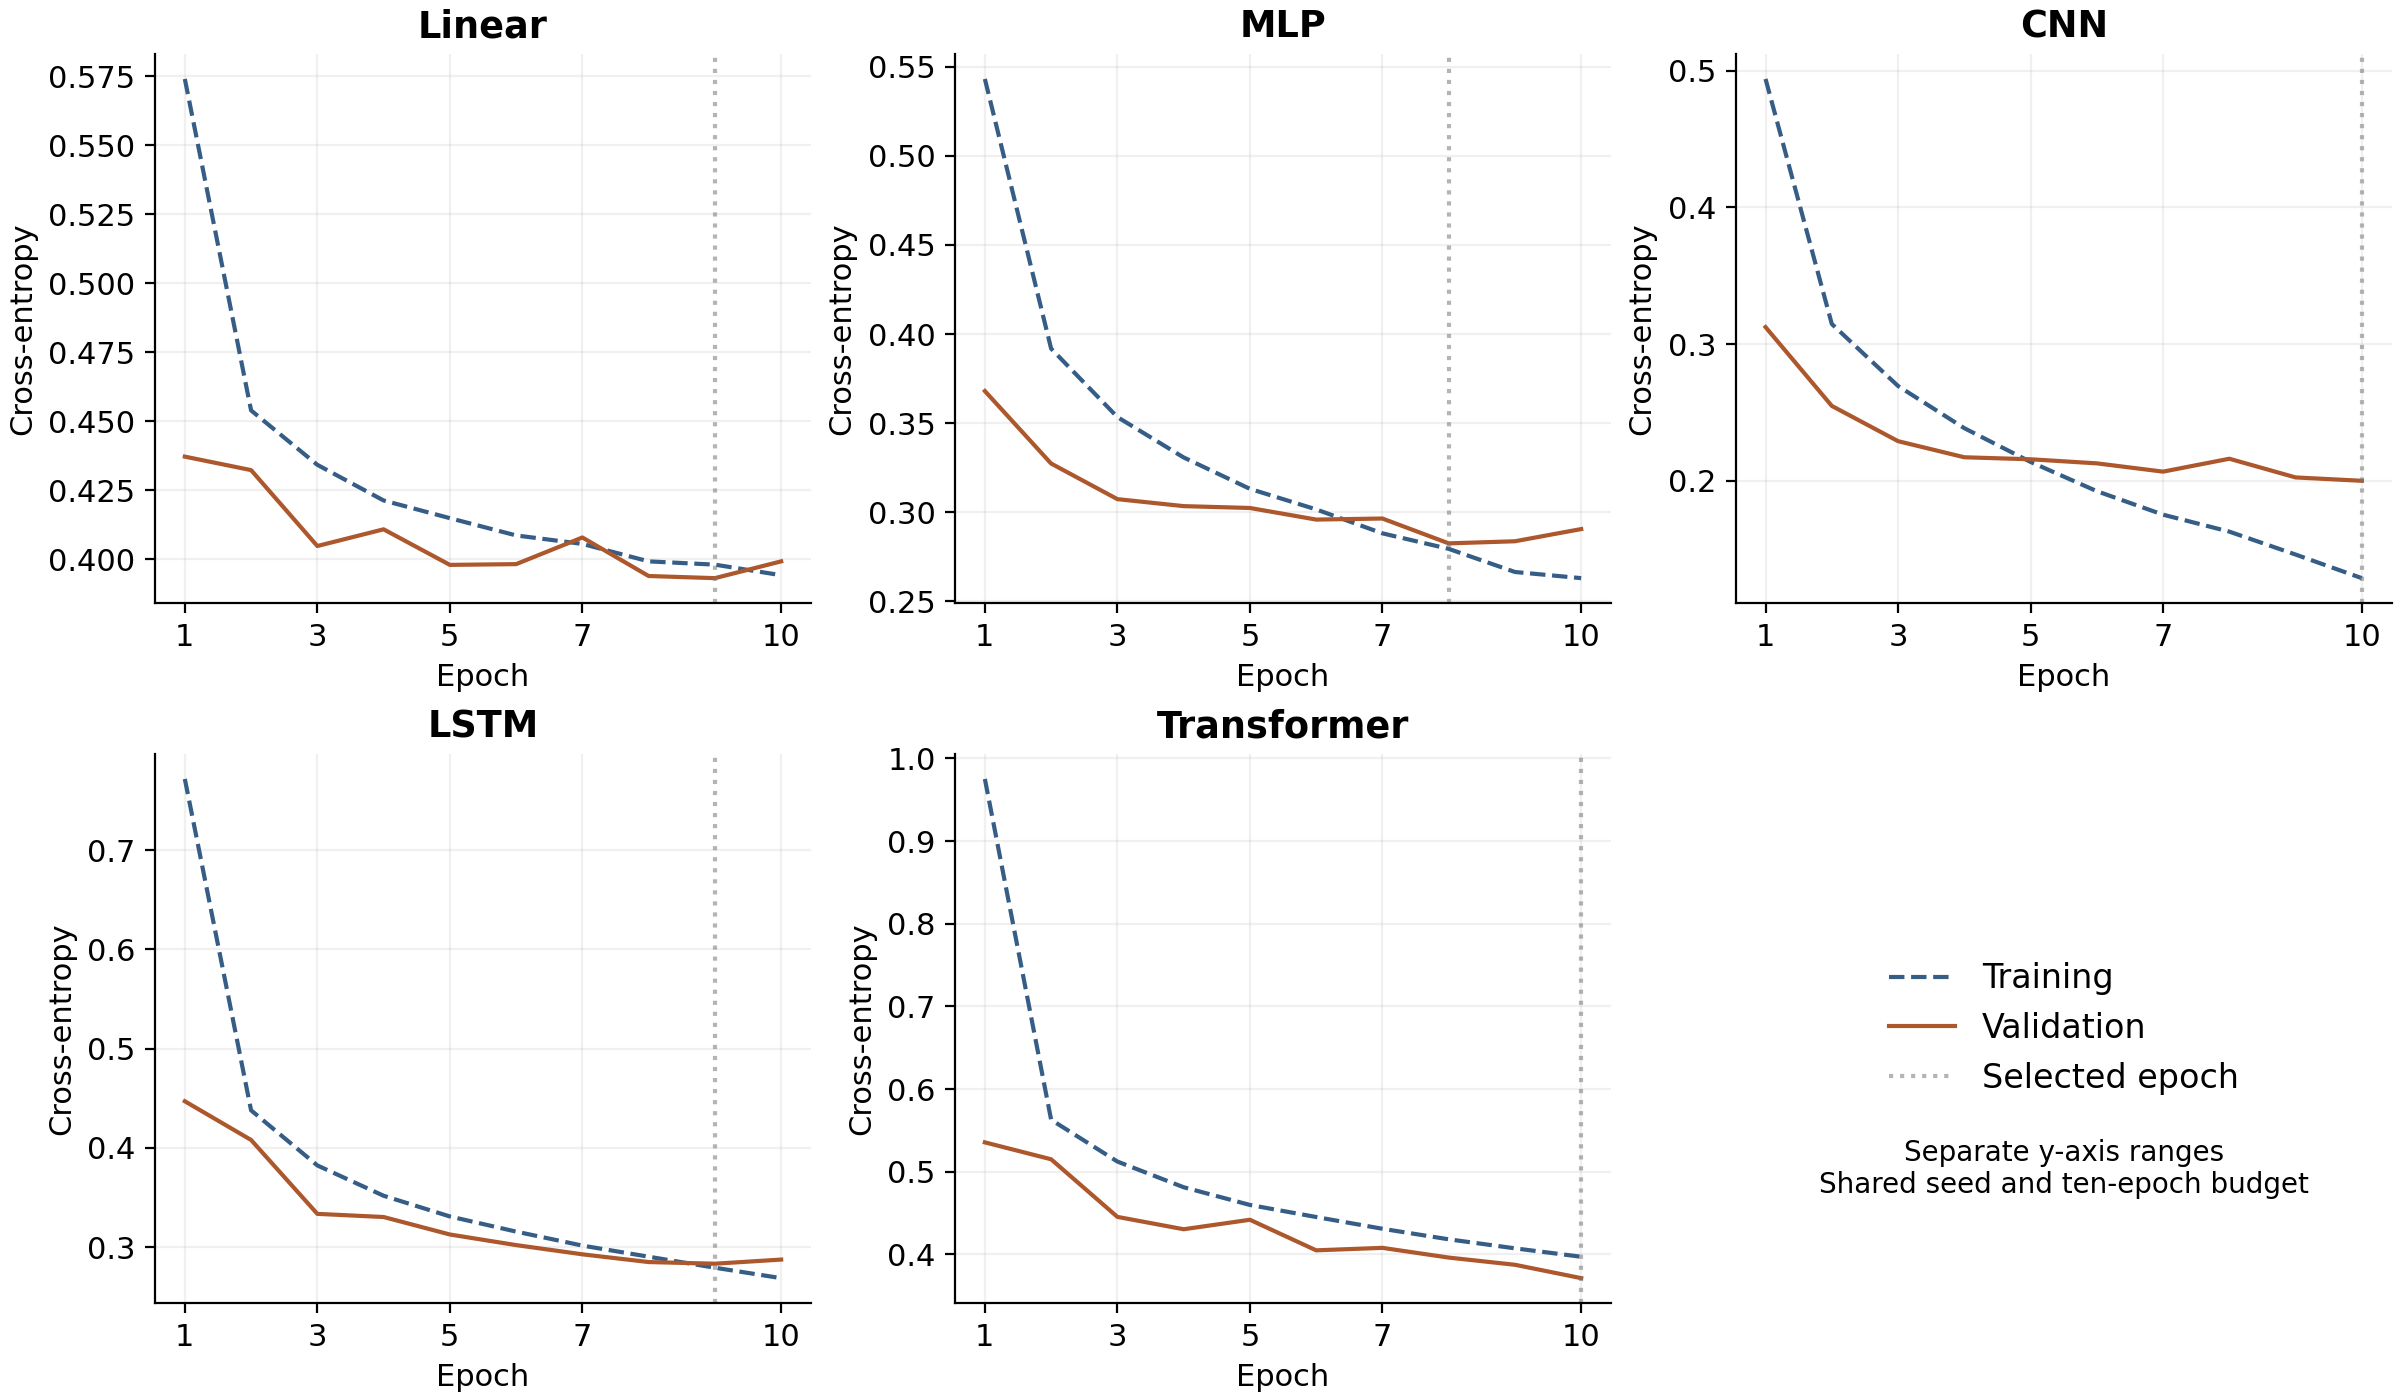 Linear
MLP
CNN
0.575
0.550
0.525
0.500
0.475
0.450
0.425
0.400
Cross-entropy
1 3 5 7 10
Epoch
0.55
0.50
0.45
0.40
0.35
0.30
0.25
Cross-entropy
1 3 5 7 10
Epoch
0.5
0.4
0.3
0.2
Cross-entropy
1 3 5 7 10
Epoch
LSTM
Transformer
0.7
0.6
0.5
0.4
0.3
Cross-entropy
1 3 5 7 10
Epoch
1.0
0.9
0.8
0.7
0.6
0.5
0.4
Cross-entropy
1 3 5 7 10
Epoch
Training
Validation
Selected epoch
Separate y-axis ranges
Shared seed and ten-epoch budget